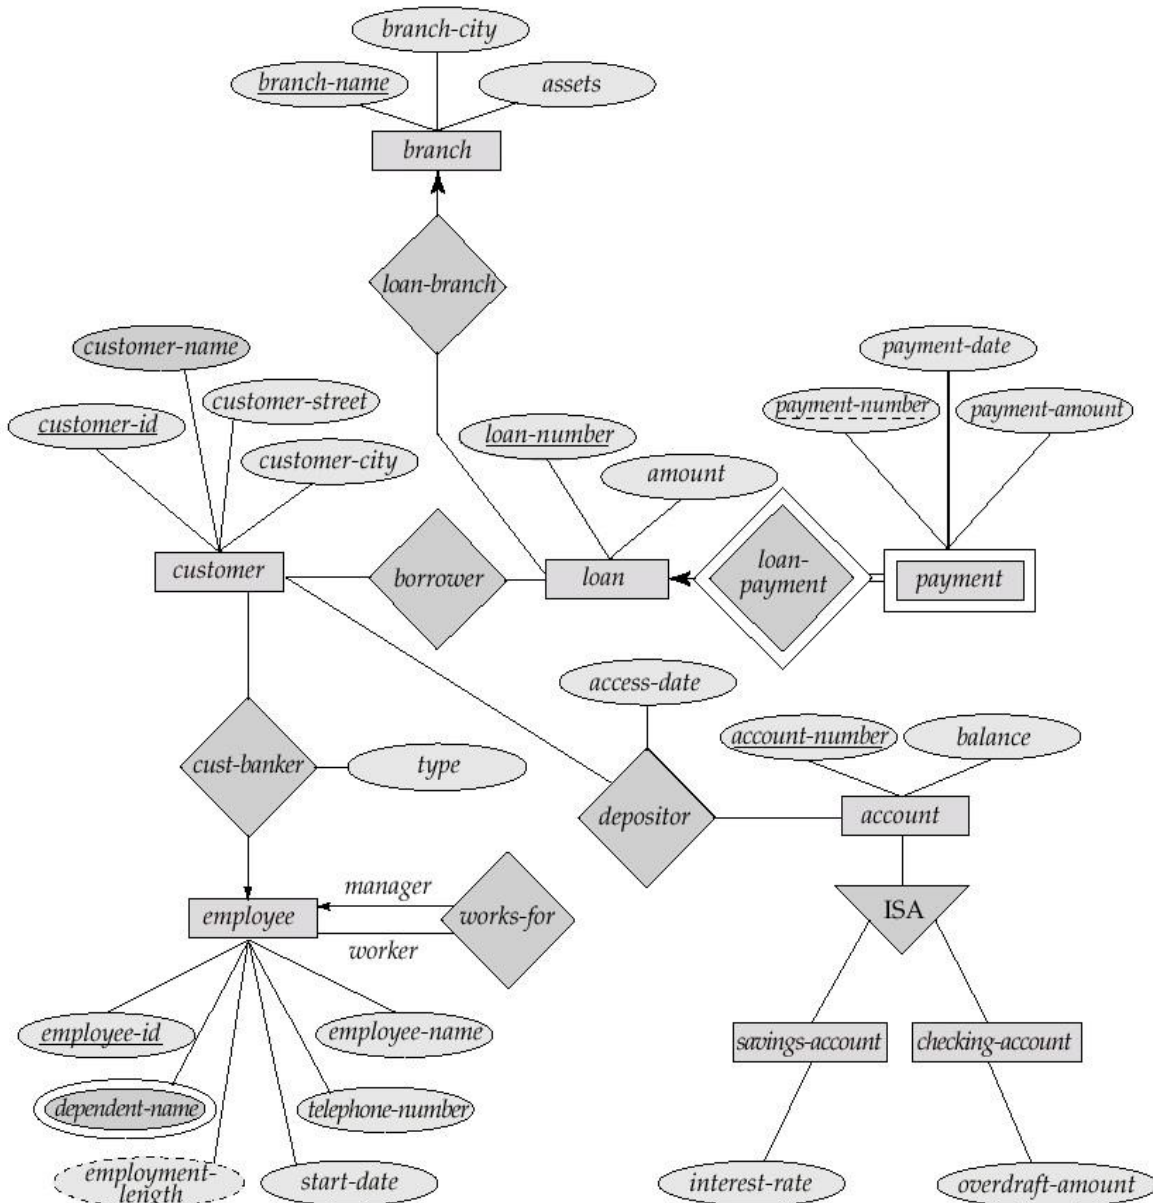 branch-city
branch-name
assets
branch
loan-branch
customer-name
payment-date
customer-street
payment-number
payment-amount
customer-id
loan-number
customer-city
amount
customer
borrower
loan
loan-
payment
payment
access-date
account-number
balance
cust-banker
type
depositor
account
manager
employee
works-for
ISA
worker
employee-id
employee-name
savings-account
checking-account
dependent-name
telephone-number
employment-
length
start-date
interest-rate
overdraft-amount